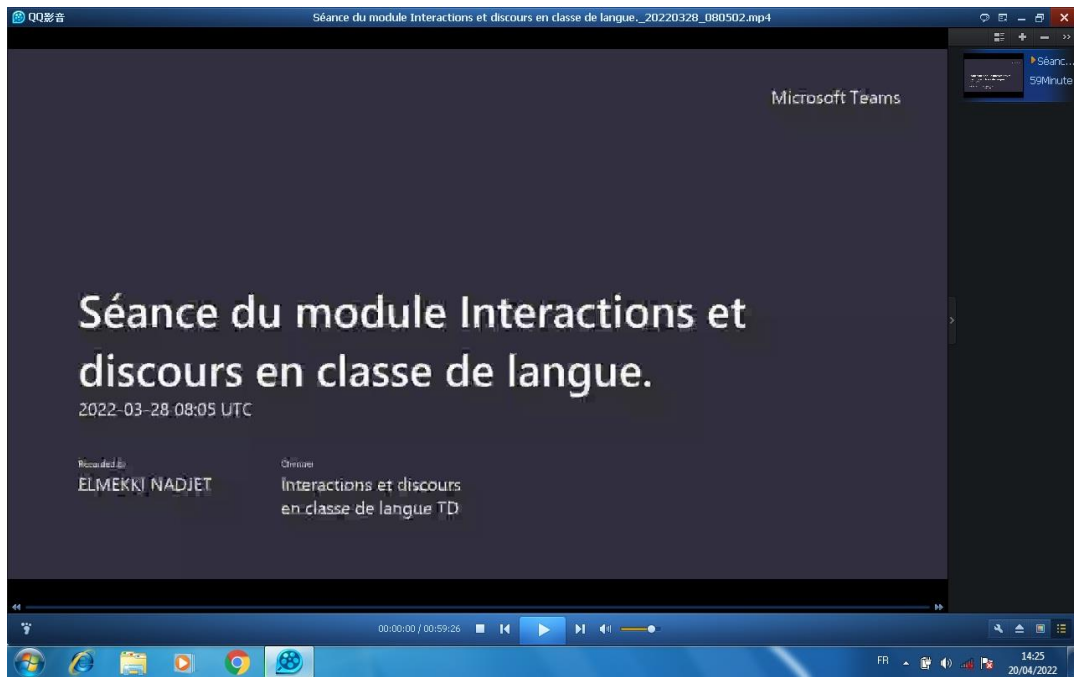 QQ影音
Séance du module Interactions et discours en classe de langue._20220328_080502.mp4
Séanc...
59Minute
Microsoft Teams
Séance du module Interactions et
discours en classe de langue.
2022-03-28 08:05 UTC
Recorded by
ELMEKKI NADJET
Interactions et discours
en classe de langue TD
00:00:00 / 00:59:26
FR
14:25
20/04/2022